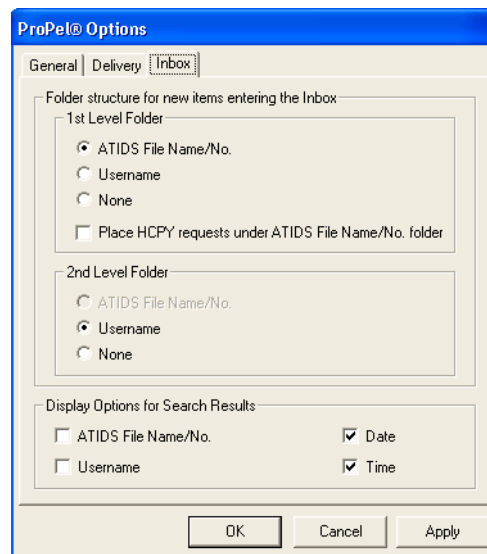 ProPel® Options
General Delivery Inbox
Folder structure for new items entering the Inbox
1st Level Folder
ATIDS File Name/No.
Username
None
Place HCPY requests under ATIDS File Name/No. folder
2nd Level Folder
ATIDS File Name/No.
Username
None
Display Options for Search Results
ATIDS File Name/No. Date
Username Time
OK Cancel Apply